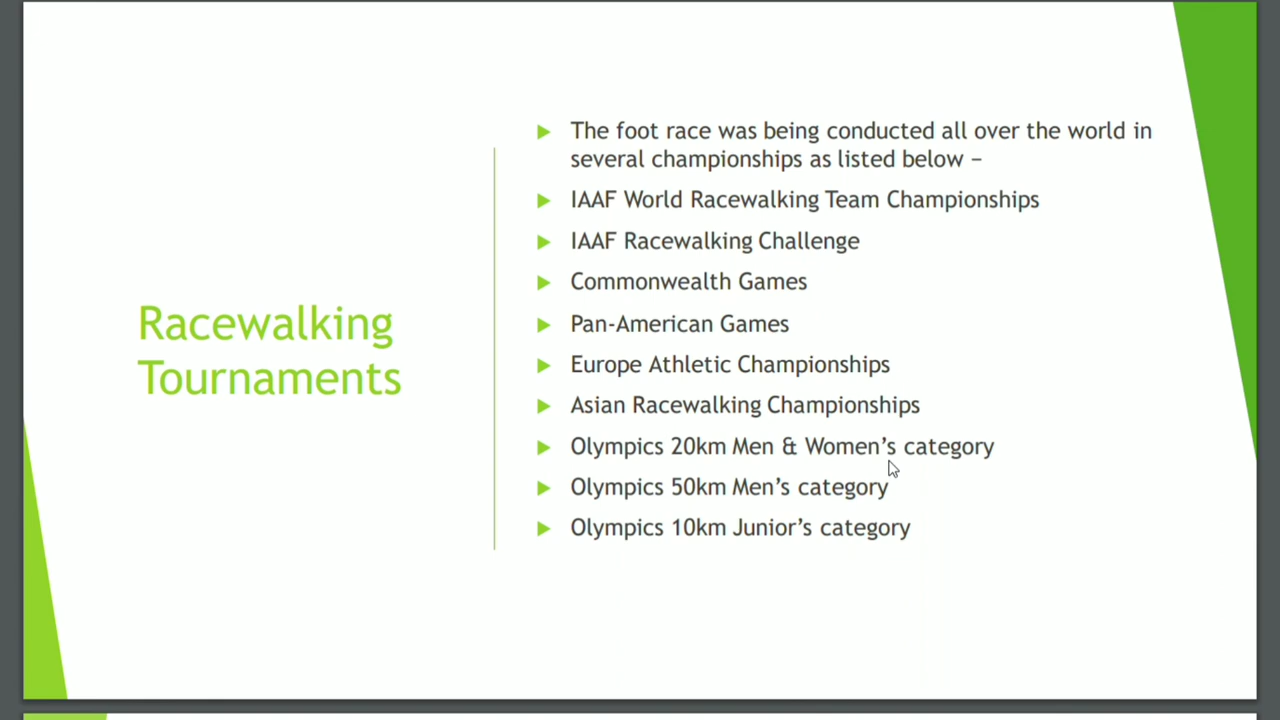 Racewalking
Tournaments
The foot race was being conducted all over the world in
several championships as listed below –
IAAF World Racewalking Team Championships
IAAF Racewalking Challenge
Commonwealth Games
Pan-American Games
Europe Athletic Championships
Asian Racewalking Championships
Olympics 20km Men & Women’s category
Olympics 50km Men’s category
Olympics 10km Junior’s category